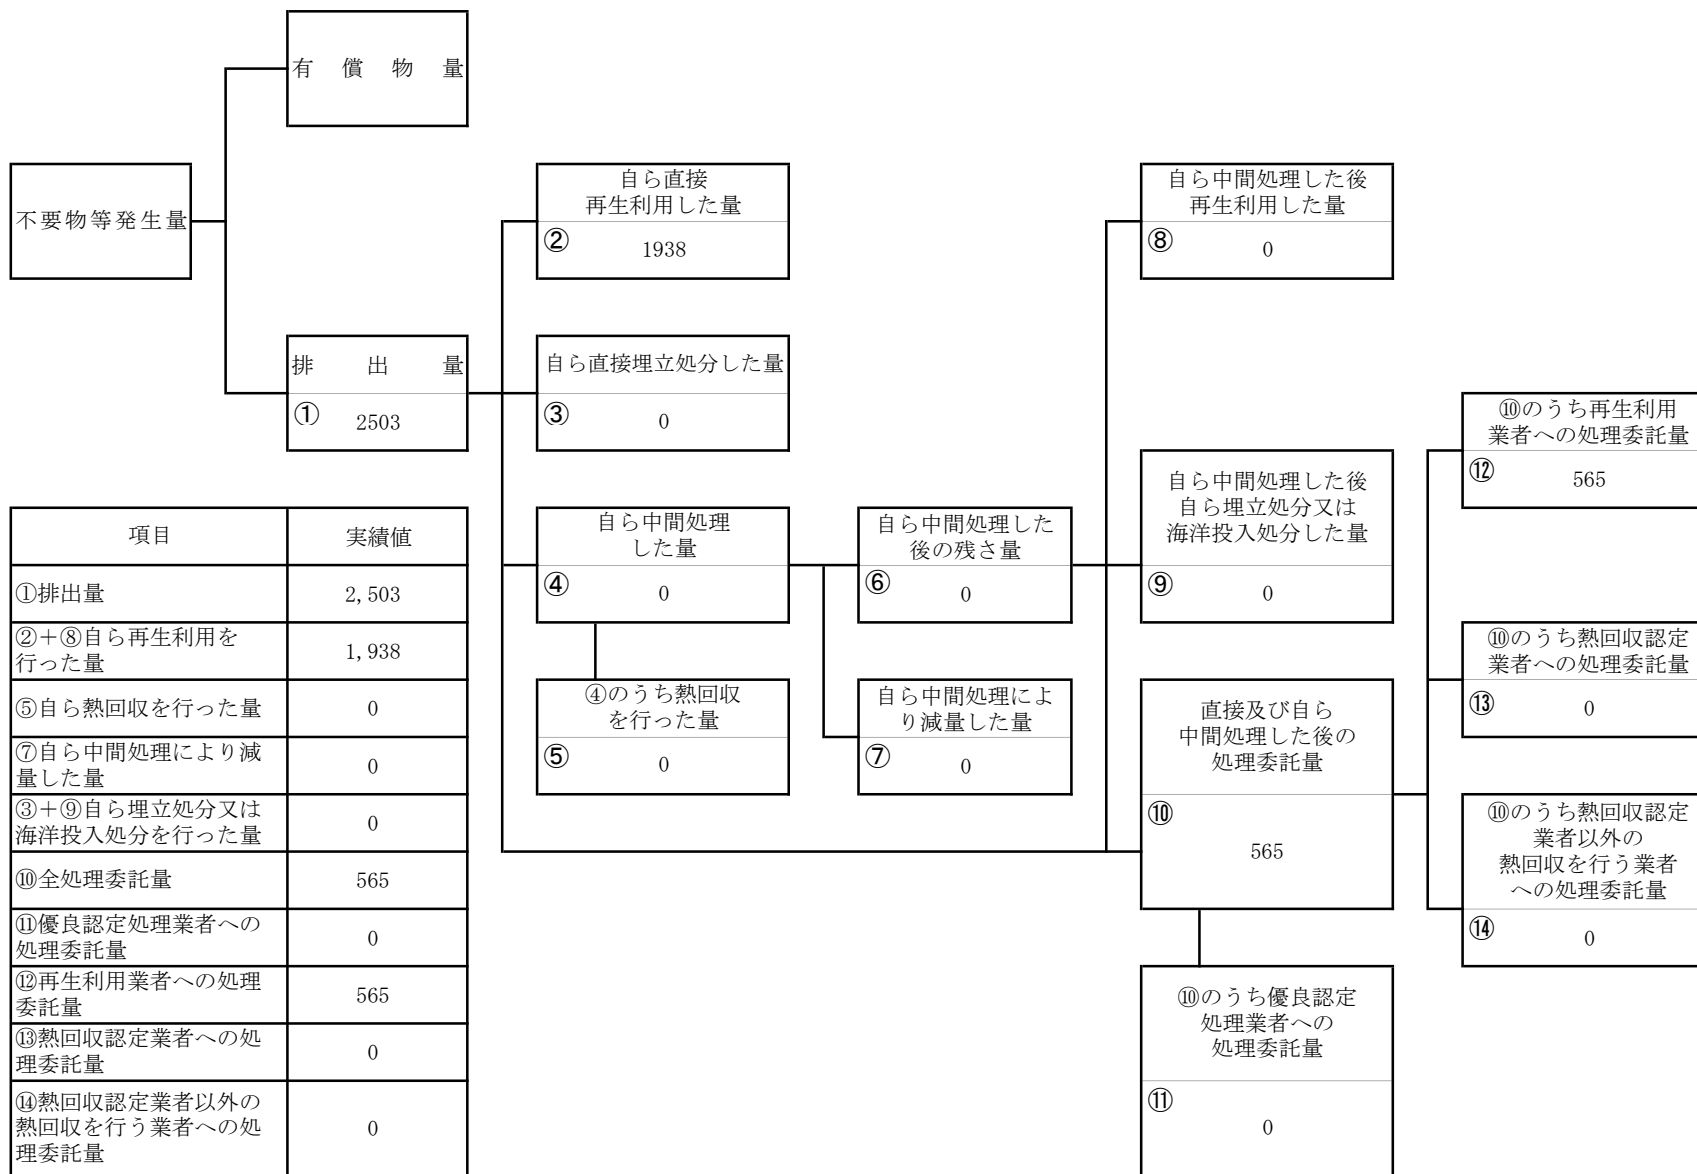 有償物量
不要物等発生量
排出量
① 2503
自ら直接
再生利用した量
② 1938
自ら直接埋立処分した量
③ 0
自ら中間処理
した量
④ 0
④のうち熱回収
を行った量
⑤ 0
自ら中間処理した
後の残さ量
⑥ 0
自ら中間処理によ
り減量した量
⑦ 0
自ら中間処理した後
再生利用した量
⑧ 0
自ら中間処理した後
自ら埋立処分又は
海洋投入処分した量
⑨ 0
直接及び自ら
中間処理した後の
処理委託量
⑩
565
⑩のうち優良認定
処理業者への
処理委託量
⑪
0
⑩のうち再生利用
業者への処理委託量
⑫ 565
⑩のうち熱回収認定
業者への処理委託量
⑬ 0
⑩のうち熱回収認定
業者以外の
熱回収を行う業者
への処理委託量
⑭ 0
項目 実績値
①排出量 2,503
②+⑧自ら再生利用を
行った量 1,938
⑤自ら熱回収を行った量 0
⑦自ら中間処理により減
量した量 0
③+⑨自ら埋立処分又は
海洋投入処分を行った量 0
⑩全処理委託量 565
⑪優良認定処理業者への
処理委託量 0
⑫再生利用業者への処理
委託量 565
⑬熱回収認定業者への処
理委託量 0
⑭熱回収認定業者以外の
熱回収を行う業者への処
理委託量 0